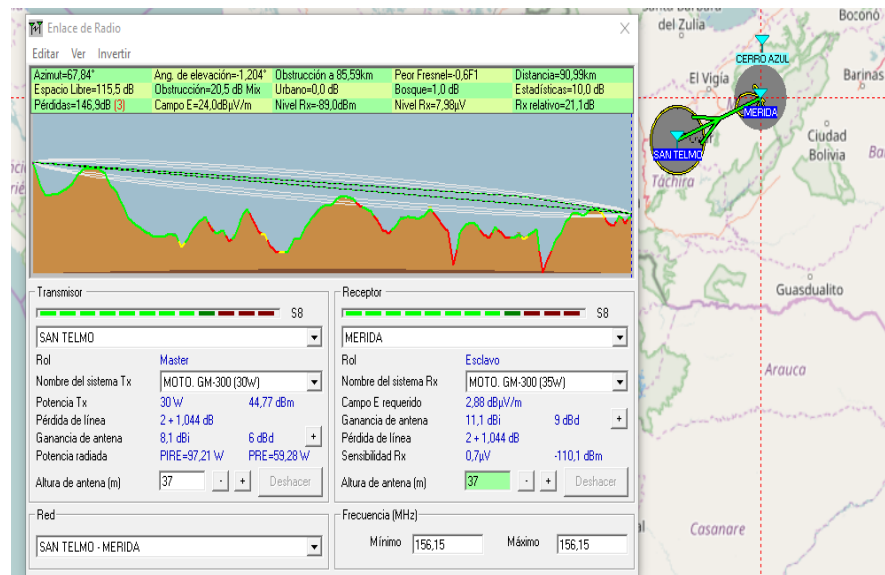 Enlace de Radio
Editar Ver Invertir
Azimut=67,84° Ang. de elevación=-1,204° Obstrucción a 85,59km Peor Fresnel=-0,6F1 Distancia=90,99km
Espacio Libre=115,5 dB Obstrucción=20,5 dB Mix Urbano=0,0 dB Bosque=1,0 dB Estadísticas=10,0 dB
Pérdidas=146,9dB (3) Campo E=24,0dBμV/m Nivel Rx=-89,0dBm Nivel Rx=7,98μV Rx relativo=21,1dB
Transmisor
S8
SAN TELMO
Rol Master
Nombre del sistema Tx MOTO. GM-300 (30W)
Potencia Tx 30 W 44,77 dBm
Pérdida de línea 2 + 1,044 dB
Ganancia de antena 8,1 dBi 6 dBd +
Potencia radiada PIRE=97,21 W PRE=59,28 W
Altura de antena (m) 37 - + Deshacer
Receptor
S8
MERIDA
Rol Esclavo
Nombre del sistema Rx MOTO. GM-300 (35W)
Campo E requerido 2,88 dBμV/m
Ganancia de antena 11,1 dBi 9 dBd +
Pérdida de línea 2 + 1,044 dB
Sensibilidad Rx 0,7μV -110,1 dBm
Altura de antena (m) 37 - + Deshacer
Red
SAN TELMO - MERIDA
Frecuencia (MHz)
Mínimo 156,15 Máximo 156,15
del Zulia
Boconó
CERRO AZUL
El Vigía
Barinas
MERIDA
Ciudad
Bolivia
SAN TELMO
Táchira
Guasdualito
Arauca
Casanare